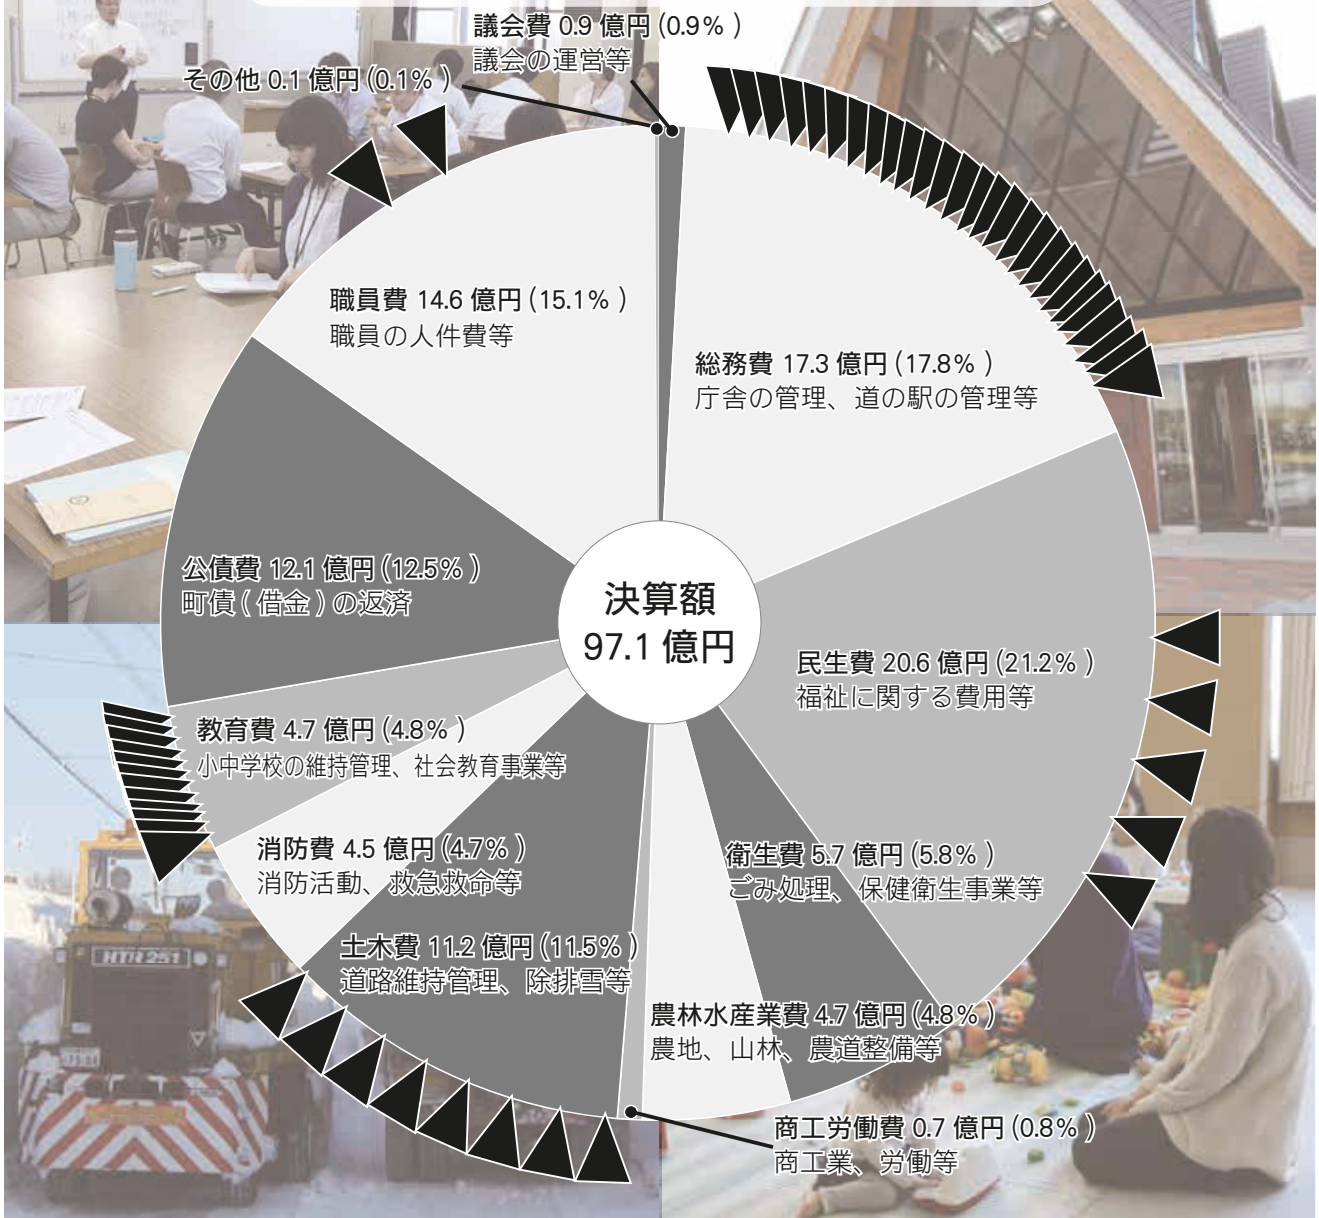 議会費 0.9 億円 (0.9% )
議会の運営等
その他 0.1 億円 (0.1% )
職員費 14.6 億円 (15.1% )
職員の人件費等
総務費 17.3 億円 (17.8% )
庁舎の管理、道の駅の管理等
公債費 12.1 億円 (12.5% )
町債 ( 借金 ) の返済
決算額
97.1 億円
民生費 20.6 億円 (21.2% )
福祉に関する費用等
教育費 4.7 億円 (4.8% )
小中学校の維持管理、社会教育事業等
消防費 4.5 億円 (4.7% )
消防活動、救急救命等
衛生費 5.7 億円 (5.8% )
ごみ処理、保健衛生事業等
土木費 11.2 億円 (11.5% )
道路維持管理、除排雪等
HTR 251
農林水産業費 4.7 億円 (4.8% )
農地、山林、農道整備等
商工労働費 0.7 億円 (0.8% )
商工業、労働等